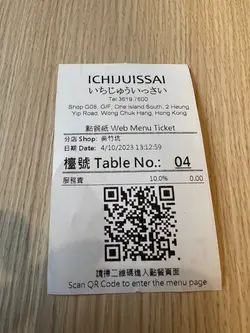 ICHIJUISSAI
いちじゅういっさい
Tel:3619 7600
Shop G08, G/F, One Island South, 2 Heung
Yip Road, Wong Chuk Hang, Hong Kong
點餐紙 Web Menu Ticket
分店 Shop: 黃竹坑
日期 Date: 4/10/2023 13:12:59
檯號 Table No.: 04
服務費 10.0% 0.00
請掃二維碼進入點餐頁面
Scan QR Code to enter the menu page